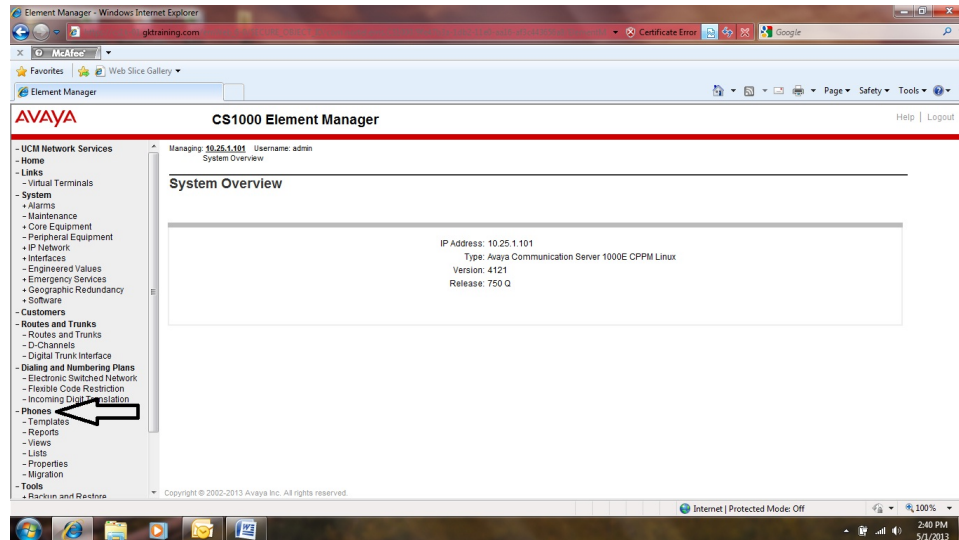 Element Manager - Windows Internet Explorer
gktraining.com
Certificate Error
Google
x McAfee
Favorites Web Slice Gallery
Element Manager
Page Safety Tools
AVAYA
CS1000 Element Manager
Help | Logout
- UCM Network Services
- Home
- Links
- Virtual Terminals
- System
+ Alarms
- Maintenance
+ Core Equipment
- Peripheral Equipment
+ IP Network
+ Interfaces
- Engineered Values
+ Emergency Services
+ Geographic Redundancy
+ Software
- Customers
- Routes and Trunks
- Routes and Trunks
- D-Channels
- Digital Trunk Interface
- Dialing and Numbering Plans
- Electronic Switched Network
- Flexible Code Restriction
- Incoming Digit Translation
- Phones
- Templates
- Reports
- Views
- Lists
- Properties
- Migration
- Tools
+ Backup and Restore
Managing: 10.25.1.101 Username: admin
System Overview
System Overview
IP Address: 10.25.1.101
Type: Avaya Communication Server 1000E CPPM Linux
Version: 4121
Release: 750 Q
Copyright © 2002-2013 Avaya Inc. All rights reserved.
Internet | Protected Mode: Off
100%
2:40 PM
5/1/2013